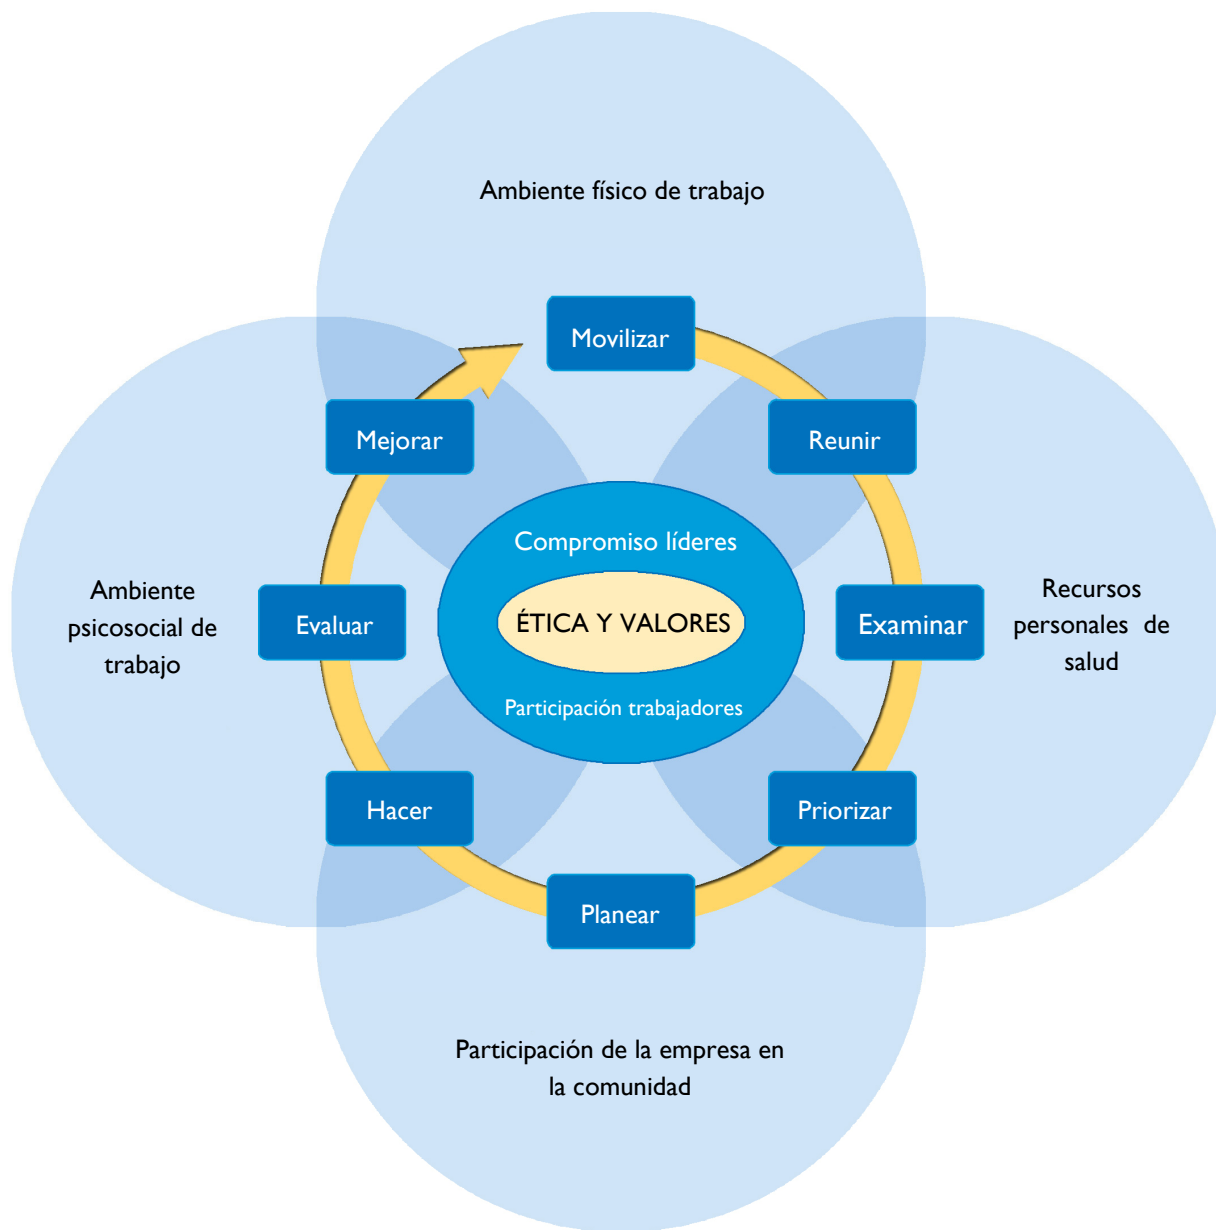 Ambiente físico de trabajo
Movilizar
Mejorar
Reunir
Compromiso líderes
Ambiente
psicosocial de
trabajo
Evaluar
ÉTICA Y VALORES
Examinar
Recursos
personales de
salud
Participación trabajadores
Hacer
Priorizar
Planear
Participación de la empresa en
la comunidad